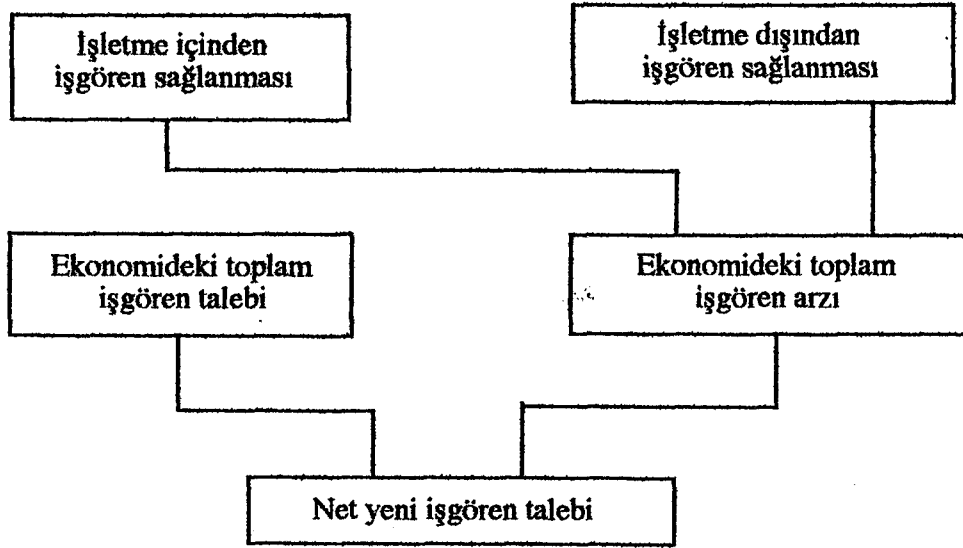 İşletme içinden
işgören sağlanması
İşletme dışından
işgören sağlanması
Ekonomideki toplam
işgören talebi
Ekonomideki toplam
işgören arzı
Net yeni işgören talebi